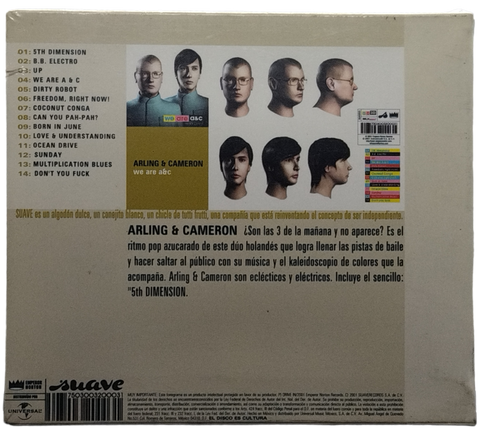 01: 5TH DIMENSION
02: B.B. ELECTRO
03: UP
04: WE ARE A & C
05: DIRTY ROBOT
06: FREEDOM, RIGHT NOW!
07: COCONUT CONGA
08: CAN YOU PAH-PAH?
09: BORN IN JUNE
10: LOVE & UNDERSTANDING
11: OCEAN DRIVE
12: SUNDAY
13: MULTIPLICATION BLUES
14: DON'T YOU FUCK
a&c
ARLING & CAMERON
we are a&c
SUAVE es un algodón dulce, un conejito blanco, un chicle de tutti frutti, una compañía que está reinventando el concepto de ser independiente.
ARLING & CAMERON ¿Son las 3 de la mañana y no aparece? Es el
ritmo pop azucarado de este dúo holandés que logra llenar las pistas de baile
y hacer saltar al público con su música y el kaleidoscopio de colores que la
acompaña. Arling & Cameron son eclécticos y eléctricos. Incluye el sencillo:
"5th DIMENSION.
EMPEROR NORTON
suave
UNIVERSAL
EL DISCO ES CULTURA